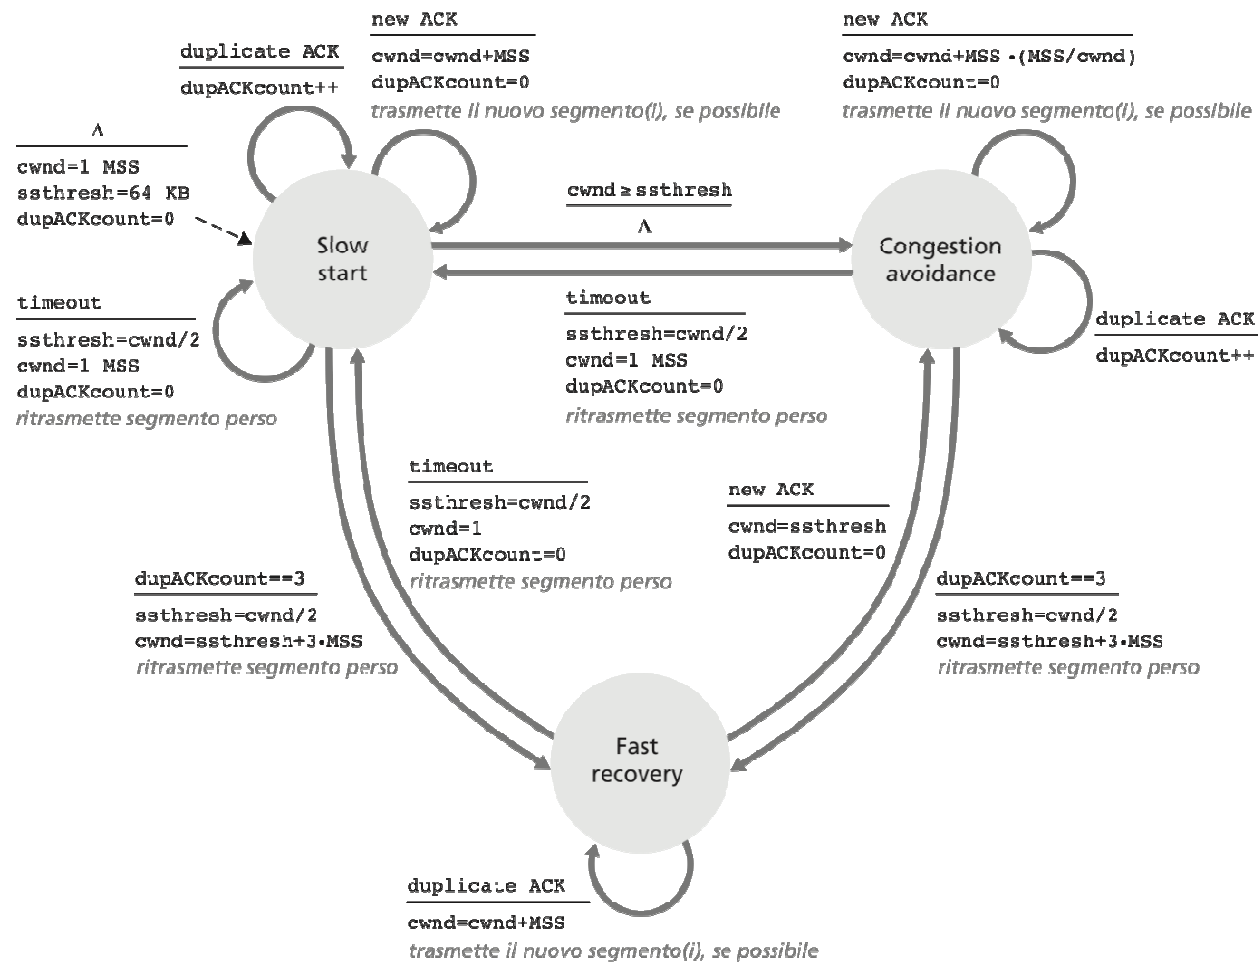 new ACK
cwnd=cwnd+MSS
dupACKcount=0
trasmette il nuovo segmento(i), se possibile
new ACK
cwnd=cwnd+MSS •(MSS/cwnd)
dupACKcount=0
trasmette il nuovo segmento(i), se possibile
duplicate ACK
dupACKcount++
Λ
cwnd=1 MSS
ssthresh=64 KB
dupACKcount=0
cwnd≥ssthresh
Λ
Slow
start
Congestion
avoidance
timeout
ssthresh=cwnd/2
cwnd=1 MSS
dupACKcount=0
ritrasmette segmento perso
timeout
ssthresh=cwnd/2
cwnd=1 MSS
dupACKcount=0
ritrasmette segmento perso
duplicate ACK
dupACKcount++
timeout
ssthresh=cwnd/2
cwnd=1
dupACKcount=0
ritrasmette segmento perso
new ACK
cwnd=ssthresh
dupACKcount=0
dupACKcount==3
ssthresh=cwnd/2
cwnd=ssthresh+3•MSS
ritrasmette segmento perso
dupACKcount==3
ssthresh=cwnd/2
cwnd=ssthresh+3•MSS
ritrasmette segmento perso
Fast
recovery
duplicate ACK
cwnd=cwnd+MSS
trasmette il nuovo segmento(i), se possibile